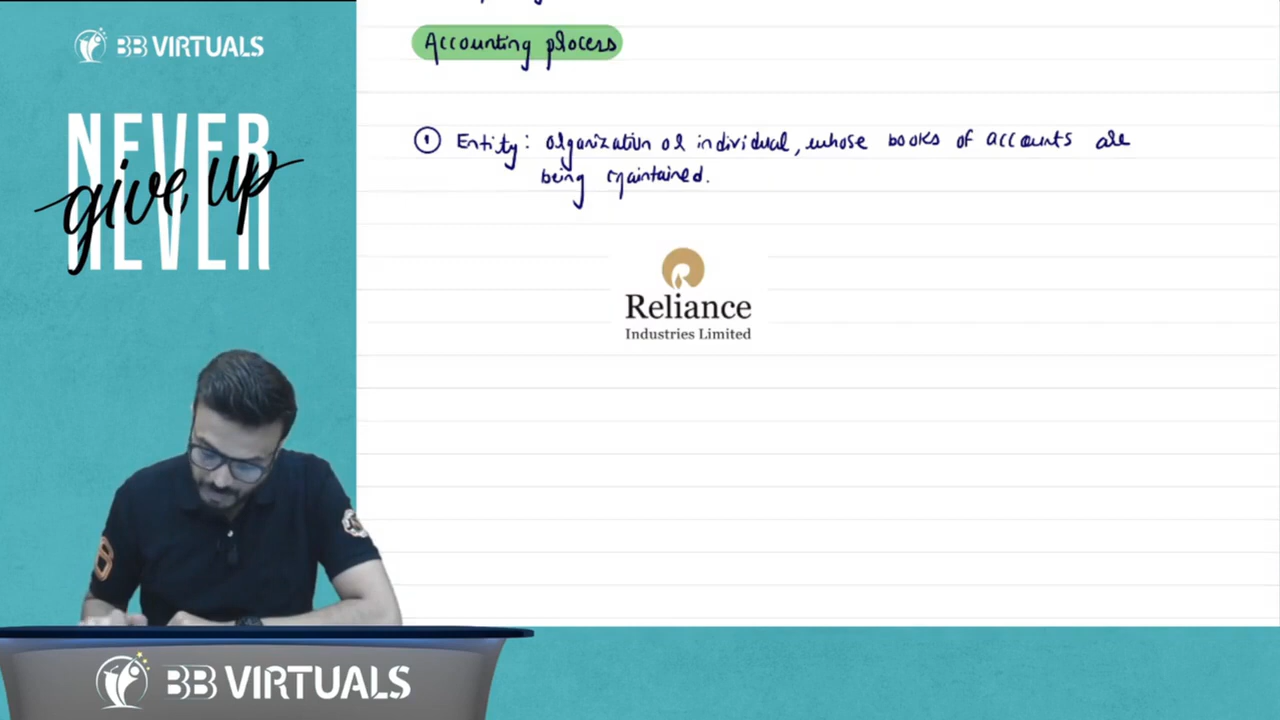 BB VIRTUALS
NEVER
give up
NEVER
Accounting process
1 Entity: Organization or individual, whose books of accounts are
being maintained.
Reliance
Industries Limited
B
BB VIRTUALS